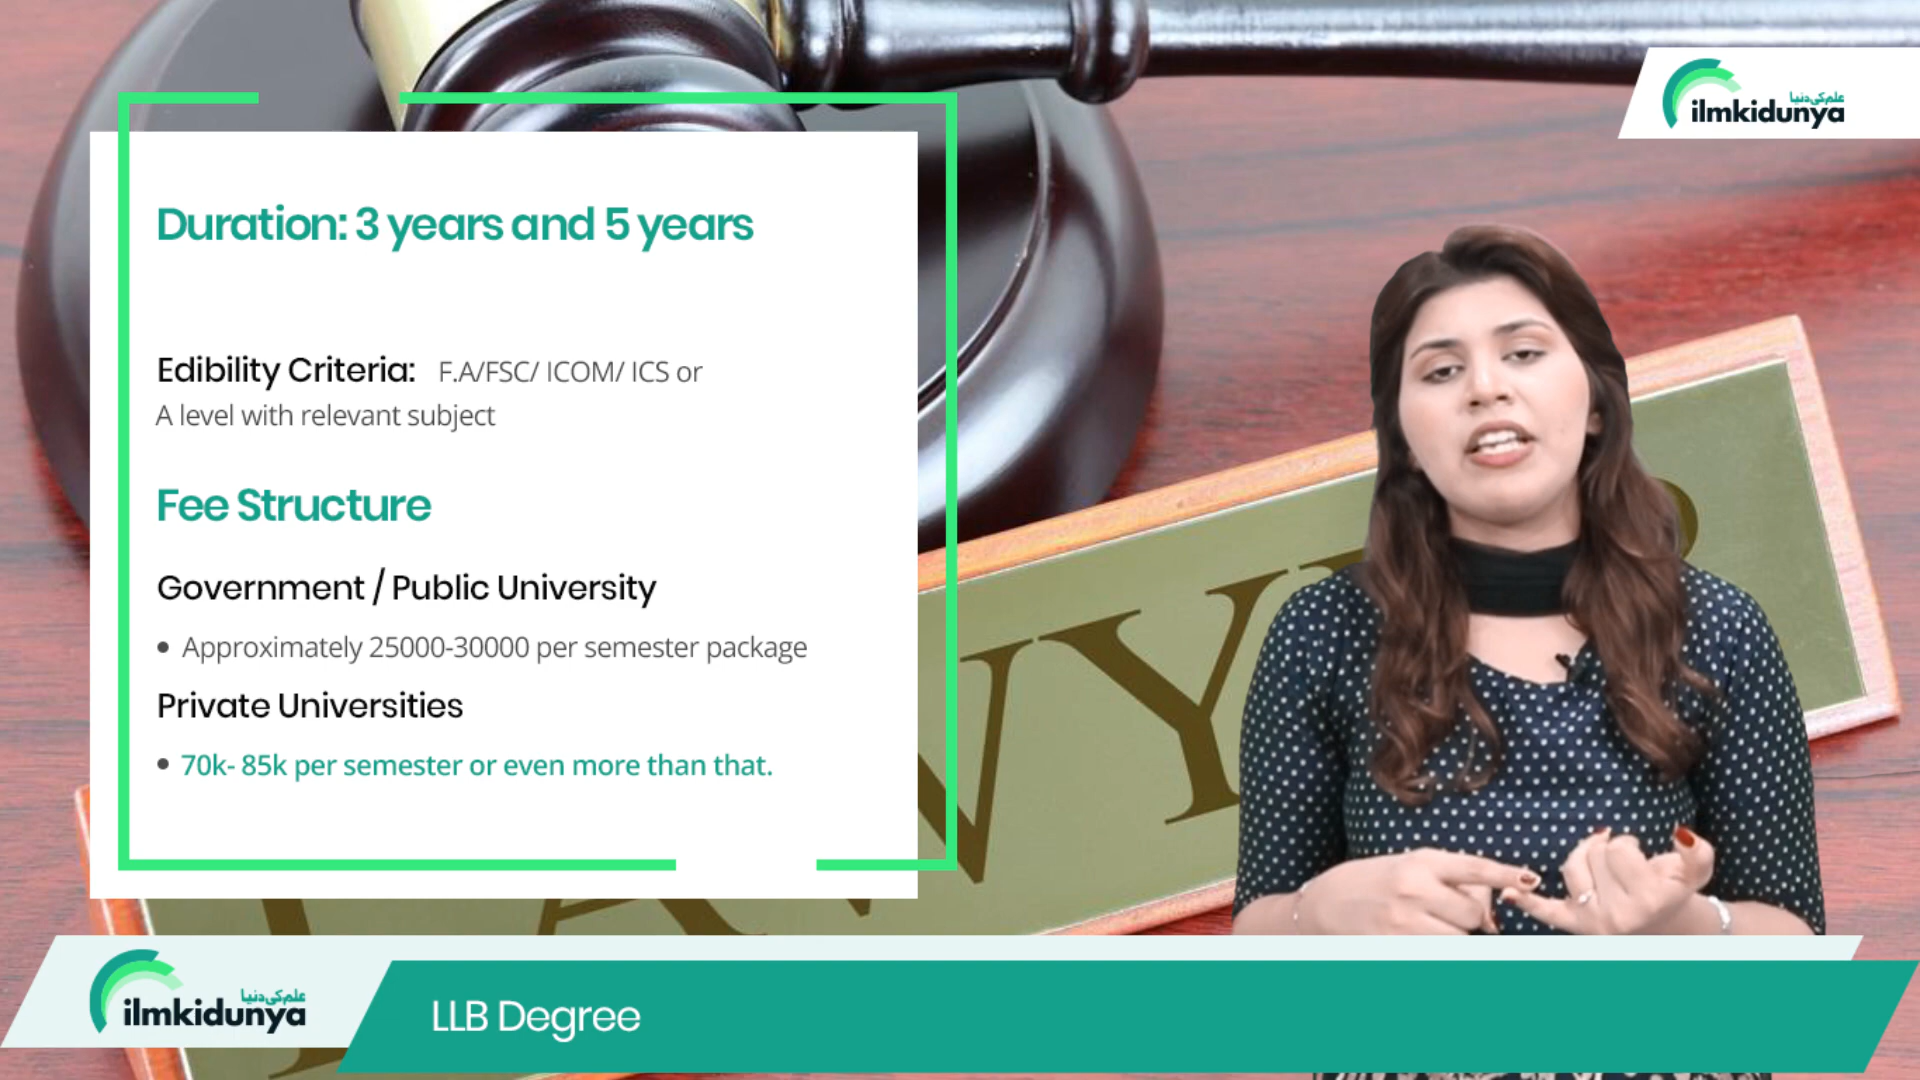 علم کی دنیا
ilmkidunya
Duration: 3 years and 5 years
Edibility Criteria: F.A/FSC/ ICOM/ ICS or
A level with relevant subject
Fee Structure
Government / Public University
• Approximately 25000-30000 per semester package
Private Universities
• 70k- 85k per semester or even more than that.
علم کی دنیا
ilmkidunya
LLB Degree